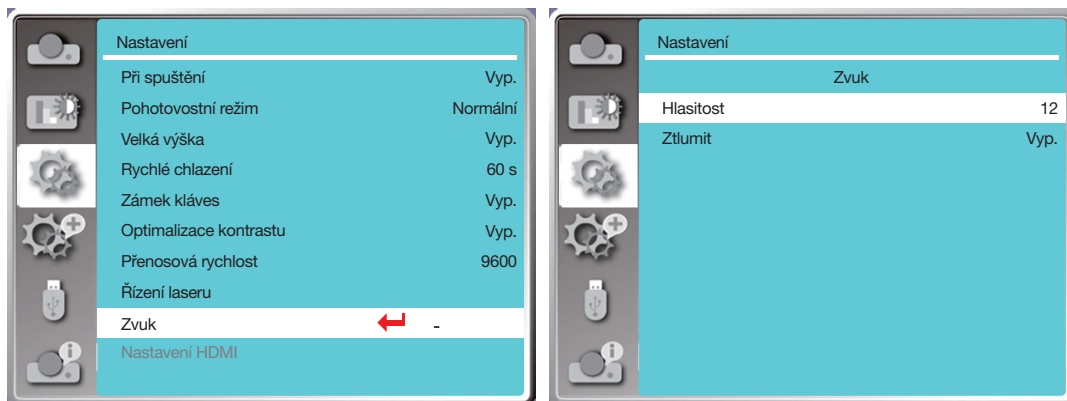 Nastavení
Při spuštění Vyp.
Pohotovostní režim Normální
Velká výška Vyp.
Rychlé chlazení 60 s
Zámek kláves Vyp.
Optimalizace kontrastu Vyp.
Přenosová rychlost 9600
Řízení laseru
Zvuk -
Nastavení HDMI
Nastavení
Zvuk
Hlasitost 12
Ztlumit Vyp.